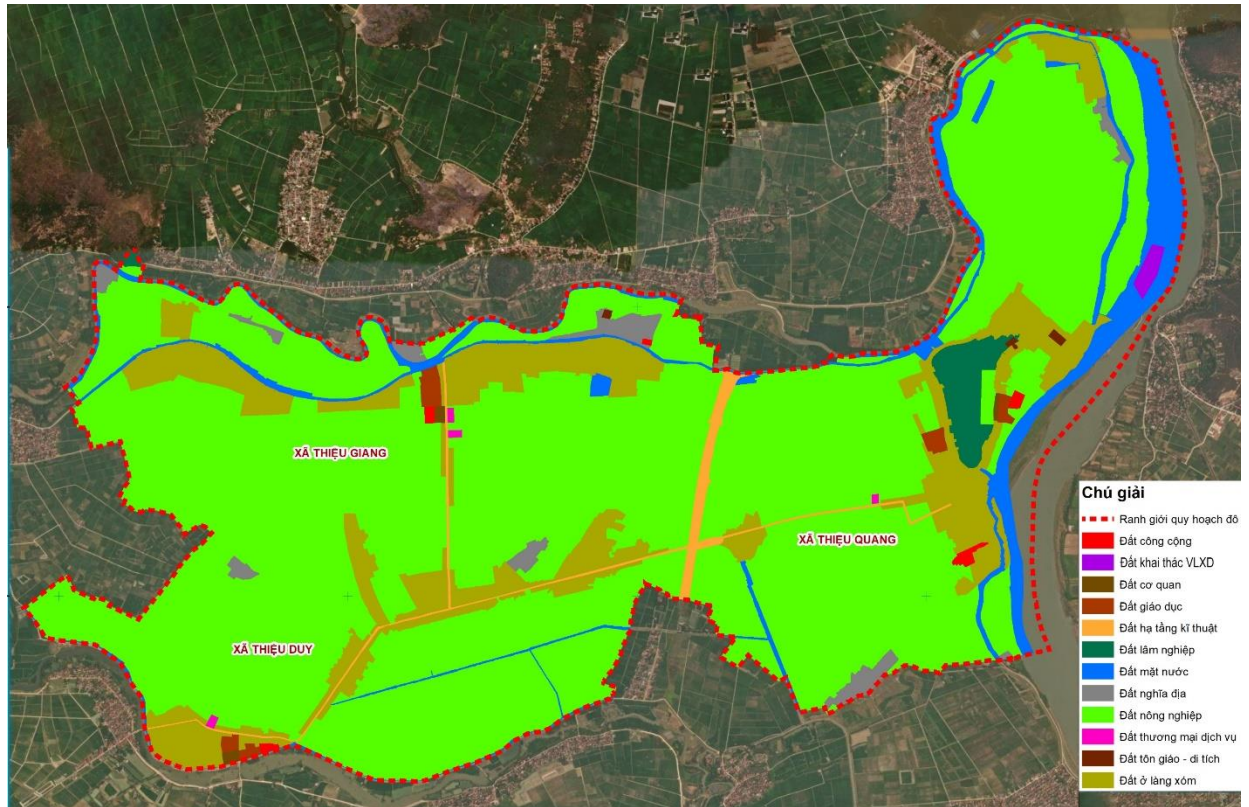 XÃ THIỆU GIANG
XÃ THIỆU QUANG
XÃ THIỆU DUY
Chú giải
Ranh giới quy hoạch đô
Đất công cộng
Đất khai thác VLXD
Đất cơ quan
Đất giáo dục
Đất hạ tầng kĩ thuật
Đất lâm nghiệp
Đất mặt nước
Đất nghĩa địa
Đất nông nghiệp
Đất thương mại dịch vụ
Đất tôn giáo - di tích
Đất ở làng xóm